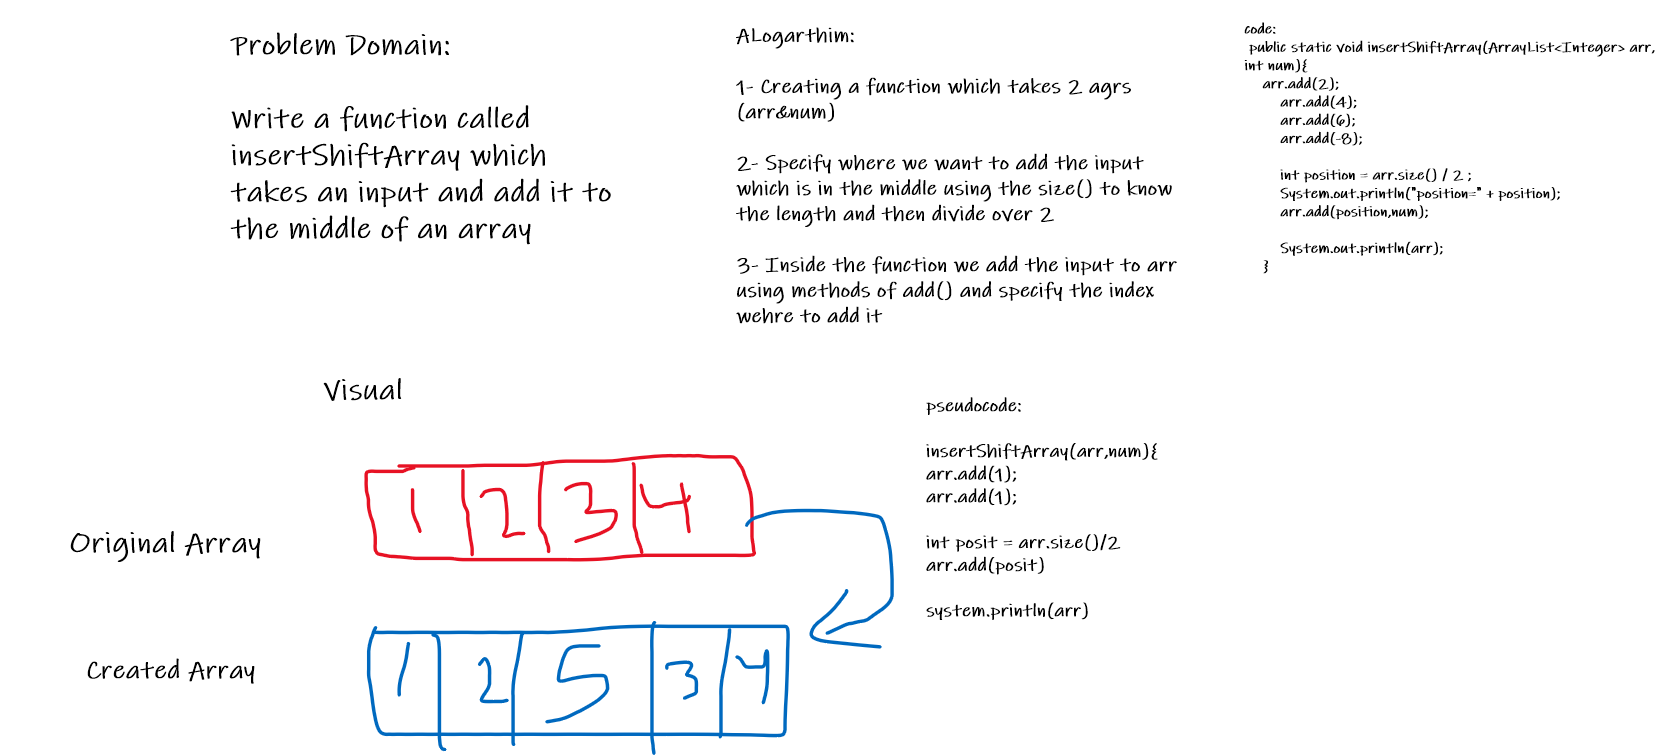 Problem Domain:
Write a function called
insertShiftArray which
takes an input and add it to
the middle of an array
ALogarthim:
1- Creating a function which takes 2 agrs
(arr&num)
2- Specify where we want to add the input
which is in the middle using the size() to know
the length and then divide over 2
3- Inside the function we add the input to arr
using methods of add() and specify the index
wehre to add it
code:
public static void insertShiftArray(ArrayList<Integer> arr,
int num){
arr.add(2);
arr.add(4);
arr.add(6);
arr.add(-8);
int position = arr.size() / 2 ;
System.out.println("position=" + position);
arr.add(position,num);
System.out.println(arr);
}
Visual
Original Array
1 2 3 4
Created Array
1 2 5 3 4
pseudocode:
insertShiftArray(arr,num){
arr.add(1);
arr.add(1);
int posit = arr.size()/2
arr.add(posit)
system.println(arr)